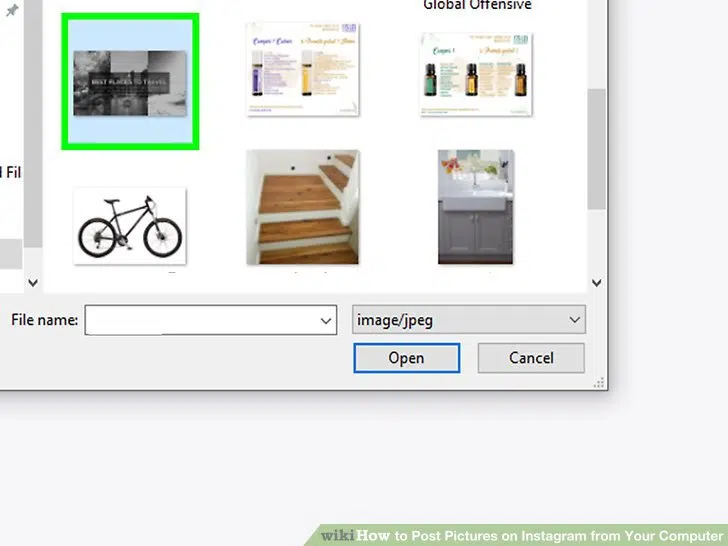 Global Offensive
BEST PLACES TO TRAVEL
d Fil
File name:
image/jpeg
Open
Cancel
wikiHow to Post Pictures on Instagram from Your Computer